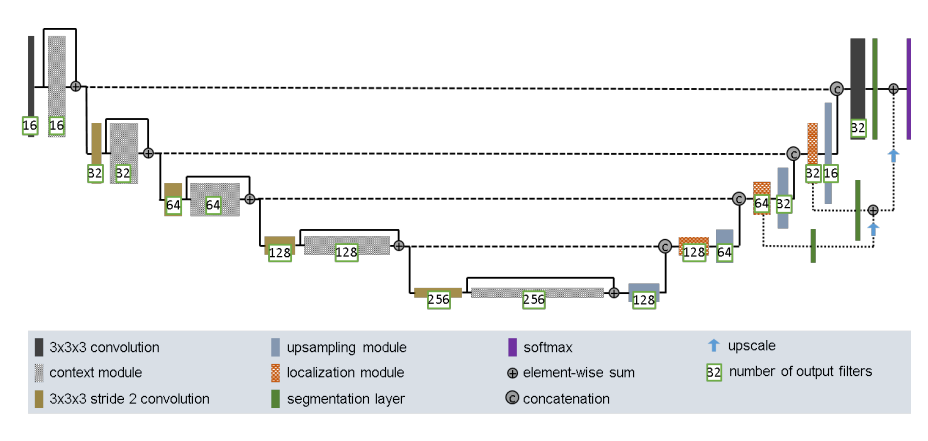 16
16
32
32
32
64
64
128
128
256
256
128
C
128
64
C
64
32
C
32
16
C
3x3x3 convolution
context module
3x3x3 stride 2 convolution
upsampling module
localization module
segmentation layer
softmax
element-wise sum
C concatenation
upscale
32 number of output filters